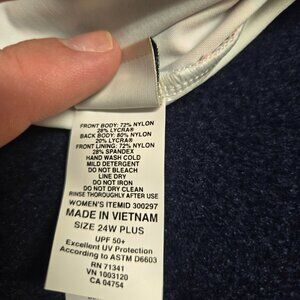 FRONT BODY: 72% NYLON
28% LYCRA®
BACK BODY: 80% NYLON
20% LYCRA®
FRONT LINING: 72% NYLON
28% SPANDEX
HAND WASH COLD
MILD DETERGENT
DO NOT BLEACH
LINE DRY
DO NOT IRON
DO NOT DRY CLEAN
RINSE THOROUGHLY AFTER USE
WOMEN'S ITEMID 300297
MADE IN VIETNAM
SIZE 24W PLUS
UPF 50+
Excellent UV Protection
According to ASTM D6603
RN 71341
VN 1003120
CA 04754